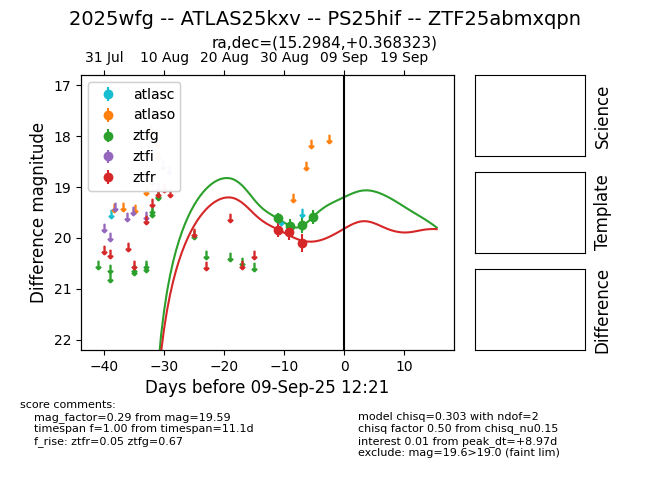 2025wfg -- ATLAS25kxv -- PS25hif -- ZTF25abmxqpn
ra,dec=(15.2984,+0.368323)
31 Jul 10 Aug 20 Aug 30 Aug 09 Sep 19 Sep
atlasc
atlaso
ztfg
ztfi
ztfr
17
18
19
20
21
22
Difference magnitude
−40 −30 −20 −10 0 10
Days before 09-Sep-25 12:21
Science
Template
Difference
score comments:
mag_factor=0.29 from mag=19.59
timespan f=1.00 from timespan=11.1d
f_rise: ztfr=0.05 ztfg=0.67
model chisq=0.303 with ndof=2
chisq factor 0.50 from chisq_nu0.15
interest 0.01 from peak_dt=+8.97d
exclude: mag=19.6>19.0 (faint lim)